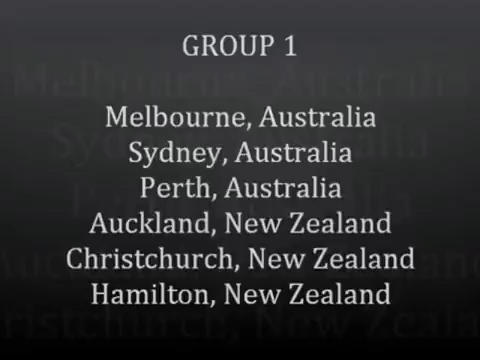 GROUP 1
Melbourne, Australia
Sydney, Australia
Perth, Australia
Auckland, New Zealand
Christchurch, New Zealand
Hamilton, New Zealand